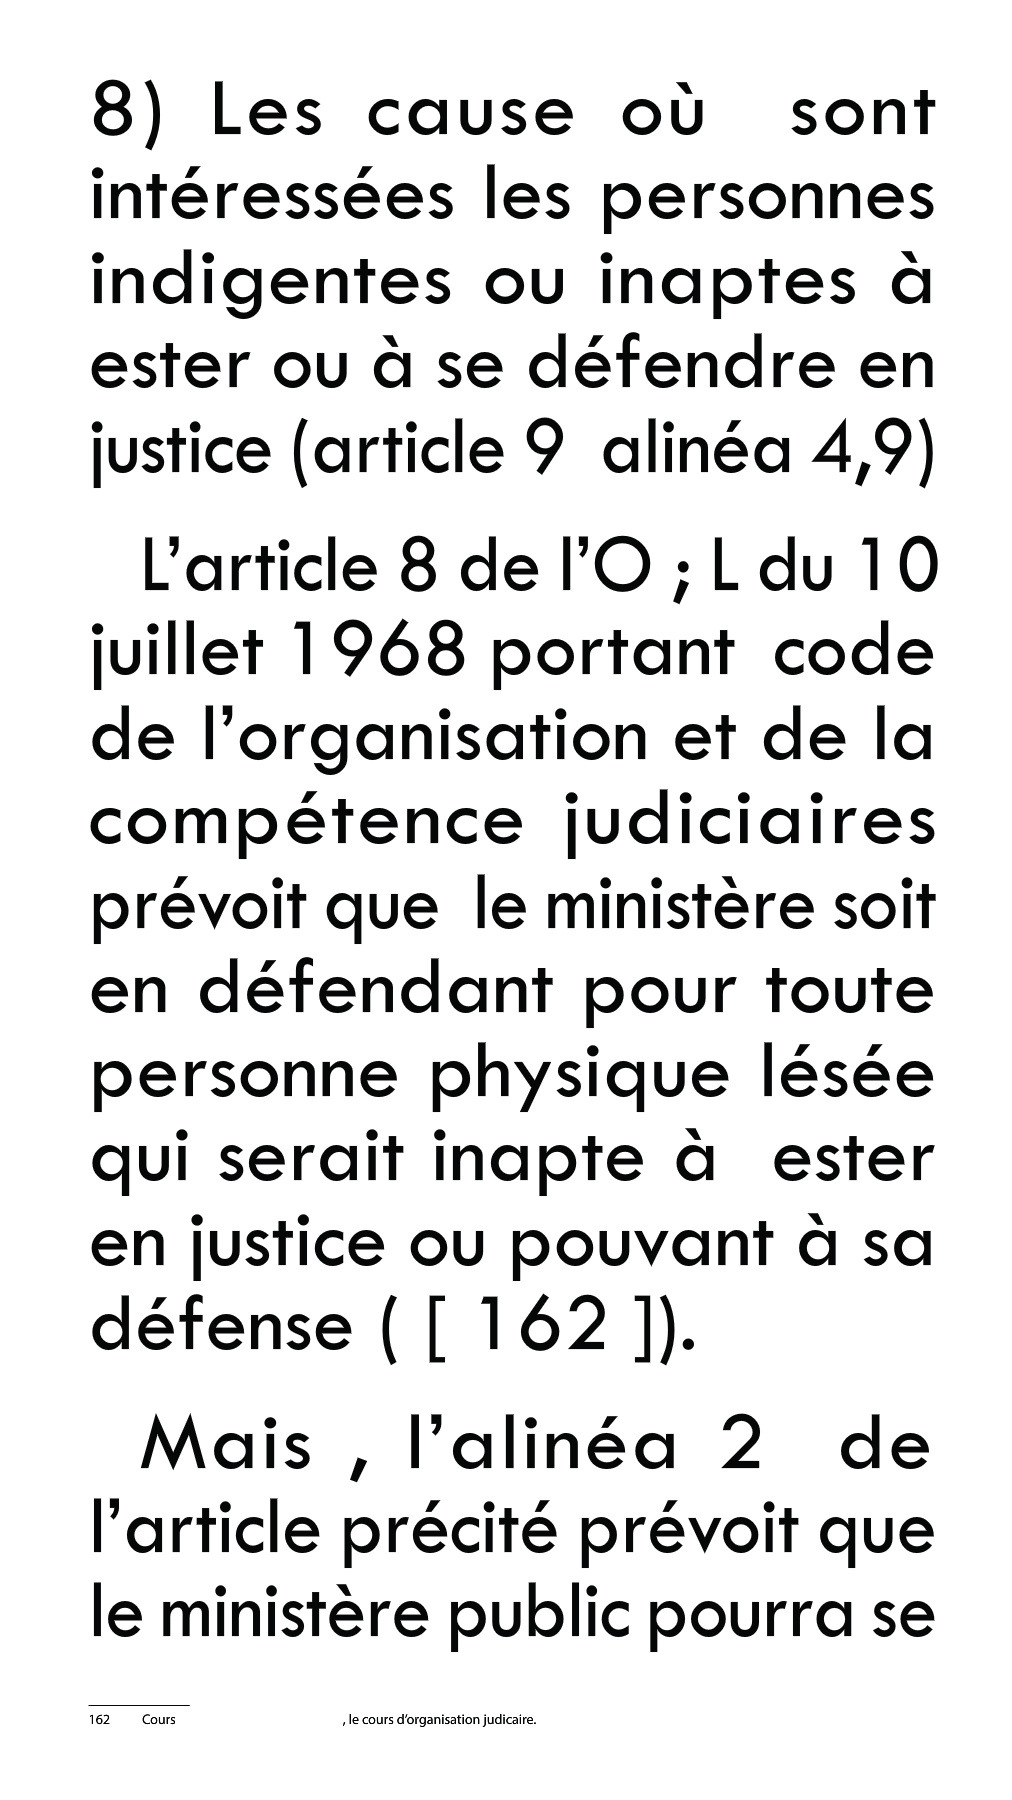 8) Les cause où sont
intéressées les personnes
indigentes ou inaptes à
ester ou à se défendre en
justice (article 9 alinéa 4,9)
L’article 8 de l’O ; L du 10
juillet 1968 portant code
de l’organisation et de la
compétence judiciaires
prévoit que le ministère soit
en défendant pour toute
personne physique lésée
qui serait inapte à ester
en justice ou pouvant à sa
défense ( [ 162 ]).
Mais , l’alinéa 2 de
l’article précité prévoit que
le ministère public pourra se
162 Cours , le cours d’organisation judicaire.